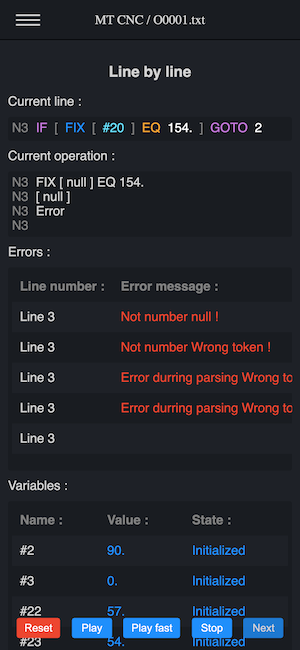 MT CNC / O0001.txt
Line by line
Current line :
N3 IF [ FIX [ #20 ] EQ 154. ] GOTO 2
Current operation :
N3 FIX [ null ] EQ 154.
N3 [ null ]
N3 Error
N3
Errors :
Line number : Error message :
Line 3 Not number null !
Line 3 Not number Wrong token !
Line 3 Error durring parsing Wrong to
Line 3 Error durring parsing Wrong to
Line 3
Variables :
Name : Value : State :
#2 90. Initialized
#3 0. Initialized
#22 57. Initialized
#23 54. Initialized
Reset Play Play fast Stop Next